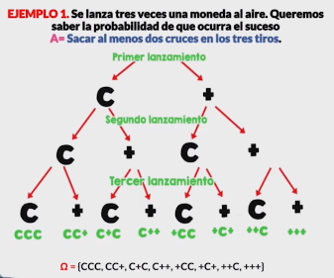 EJEMPLO 1. Se lanza tres veces una moneda al aire. Queremos
saber la probabilidad de que ocurra el suceso
A= Sacar al menos dos cruces en los tres tiros.
Primer lanzamiento
C +
Segundo lanzamiento
C + C +
Tercer lanzamiento
C + C + C + C +
CCC CC+ C+C C++ +CC +C+ ++C +++
Ω = {CCC, CC+, C+C, C++, +CC, +C+, ++C, +++}